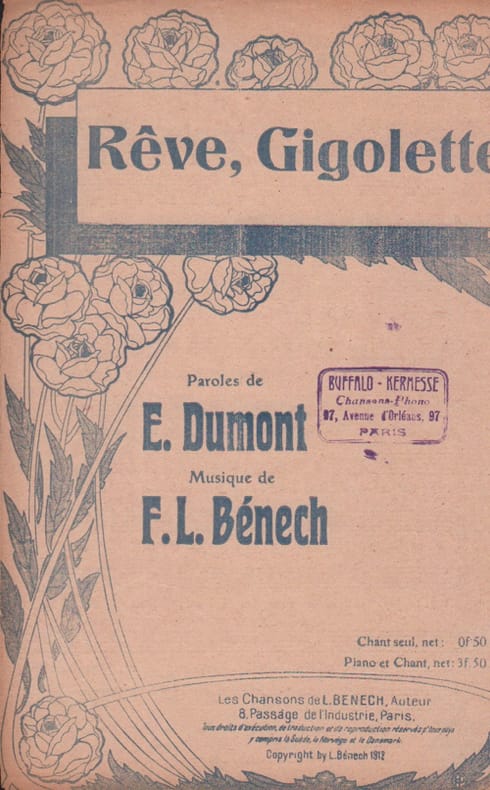 Rêve, Gigolette
Paroles de
E. Dumont
Musique de
F. L. Bénech
BUFFALO - KERMESSE
Chansons-Phono
97, Avenue d'Orléans, 97
PARIS
Chant seul, net: 0f.50
Piano et Chant, net: 3f.50
Les Chansons de L. BENECH, Auteur
8, Passage de l'Industrie, Paris.
Tous droits d'exécution, de traduction et de reproduction réservés pr tous pays
y compris la Suède, la Norvège et le Danemark.
Copyright by L. Bénech 1912